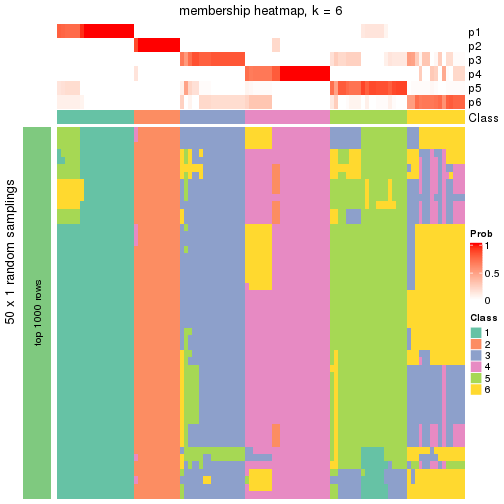 membership heatmap, k = 6
p1
p2
p3
p4
p5
p6
Class
50 x 1 random samplings
top 1000 rows
Prob
1
0.5
0
Class
1
2
3
4
5
6